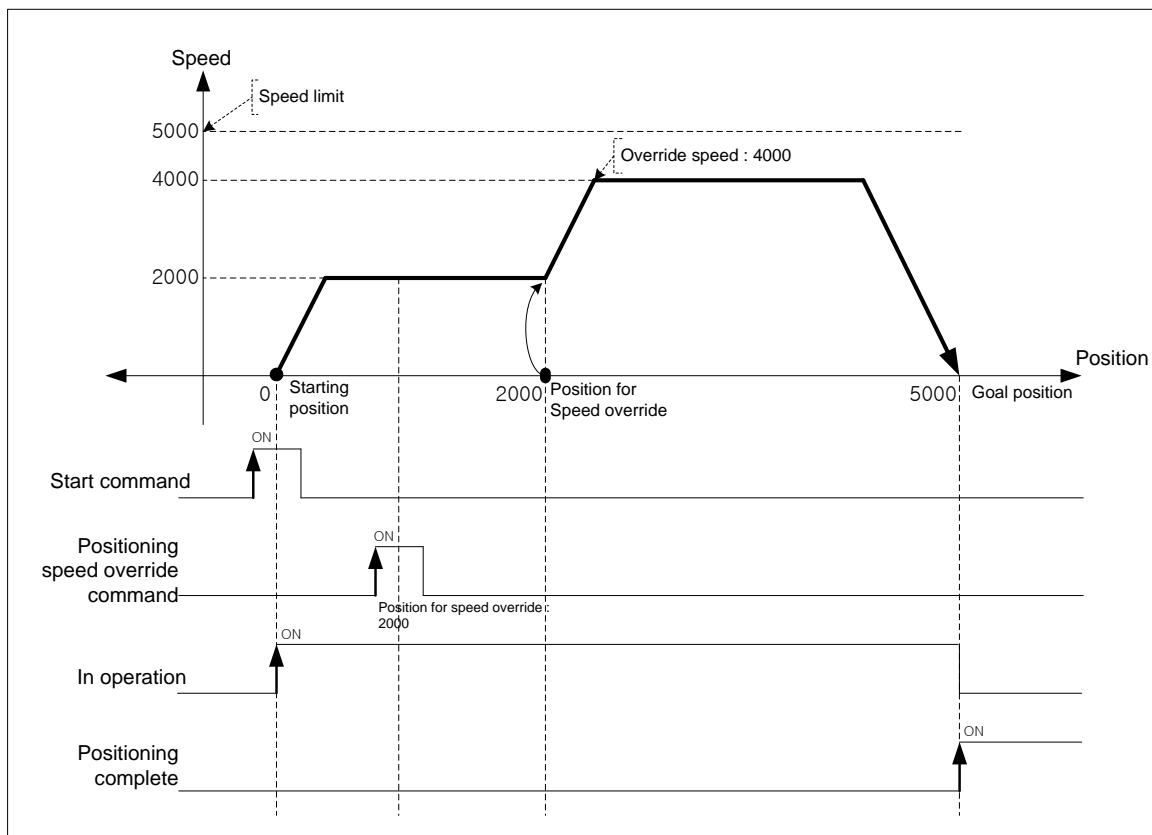 Speed
Speed limit
5000
Override speed : 4000
4000
2000
Position
0
Starting
position
2000
Position for
Speed override
5000
Goal position
ON
Start command
ON
Positioning
speed override
command
Position for speed override :
2000
ON
In operation
ON
Positioning
complete